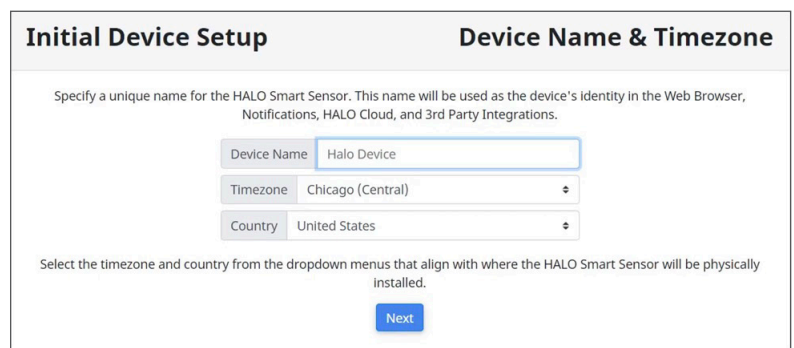 Initial Device Setup
Device Name & Timezone
Specify a unique name for the HALO Smart Sensor. This name will be used as the device's identity in the Web Browser,
Notifications, HALO Cloud, and 3rd Party Integrations.
Device Name Halo Device
Timezone Chicago (Central)
Country United States
Select the timezone and country from the dropdown menus that align with where the HALO Smart Sensor will be physically
installed.
Next